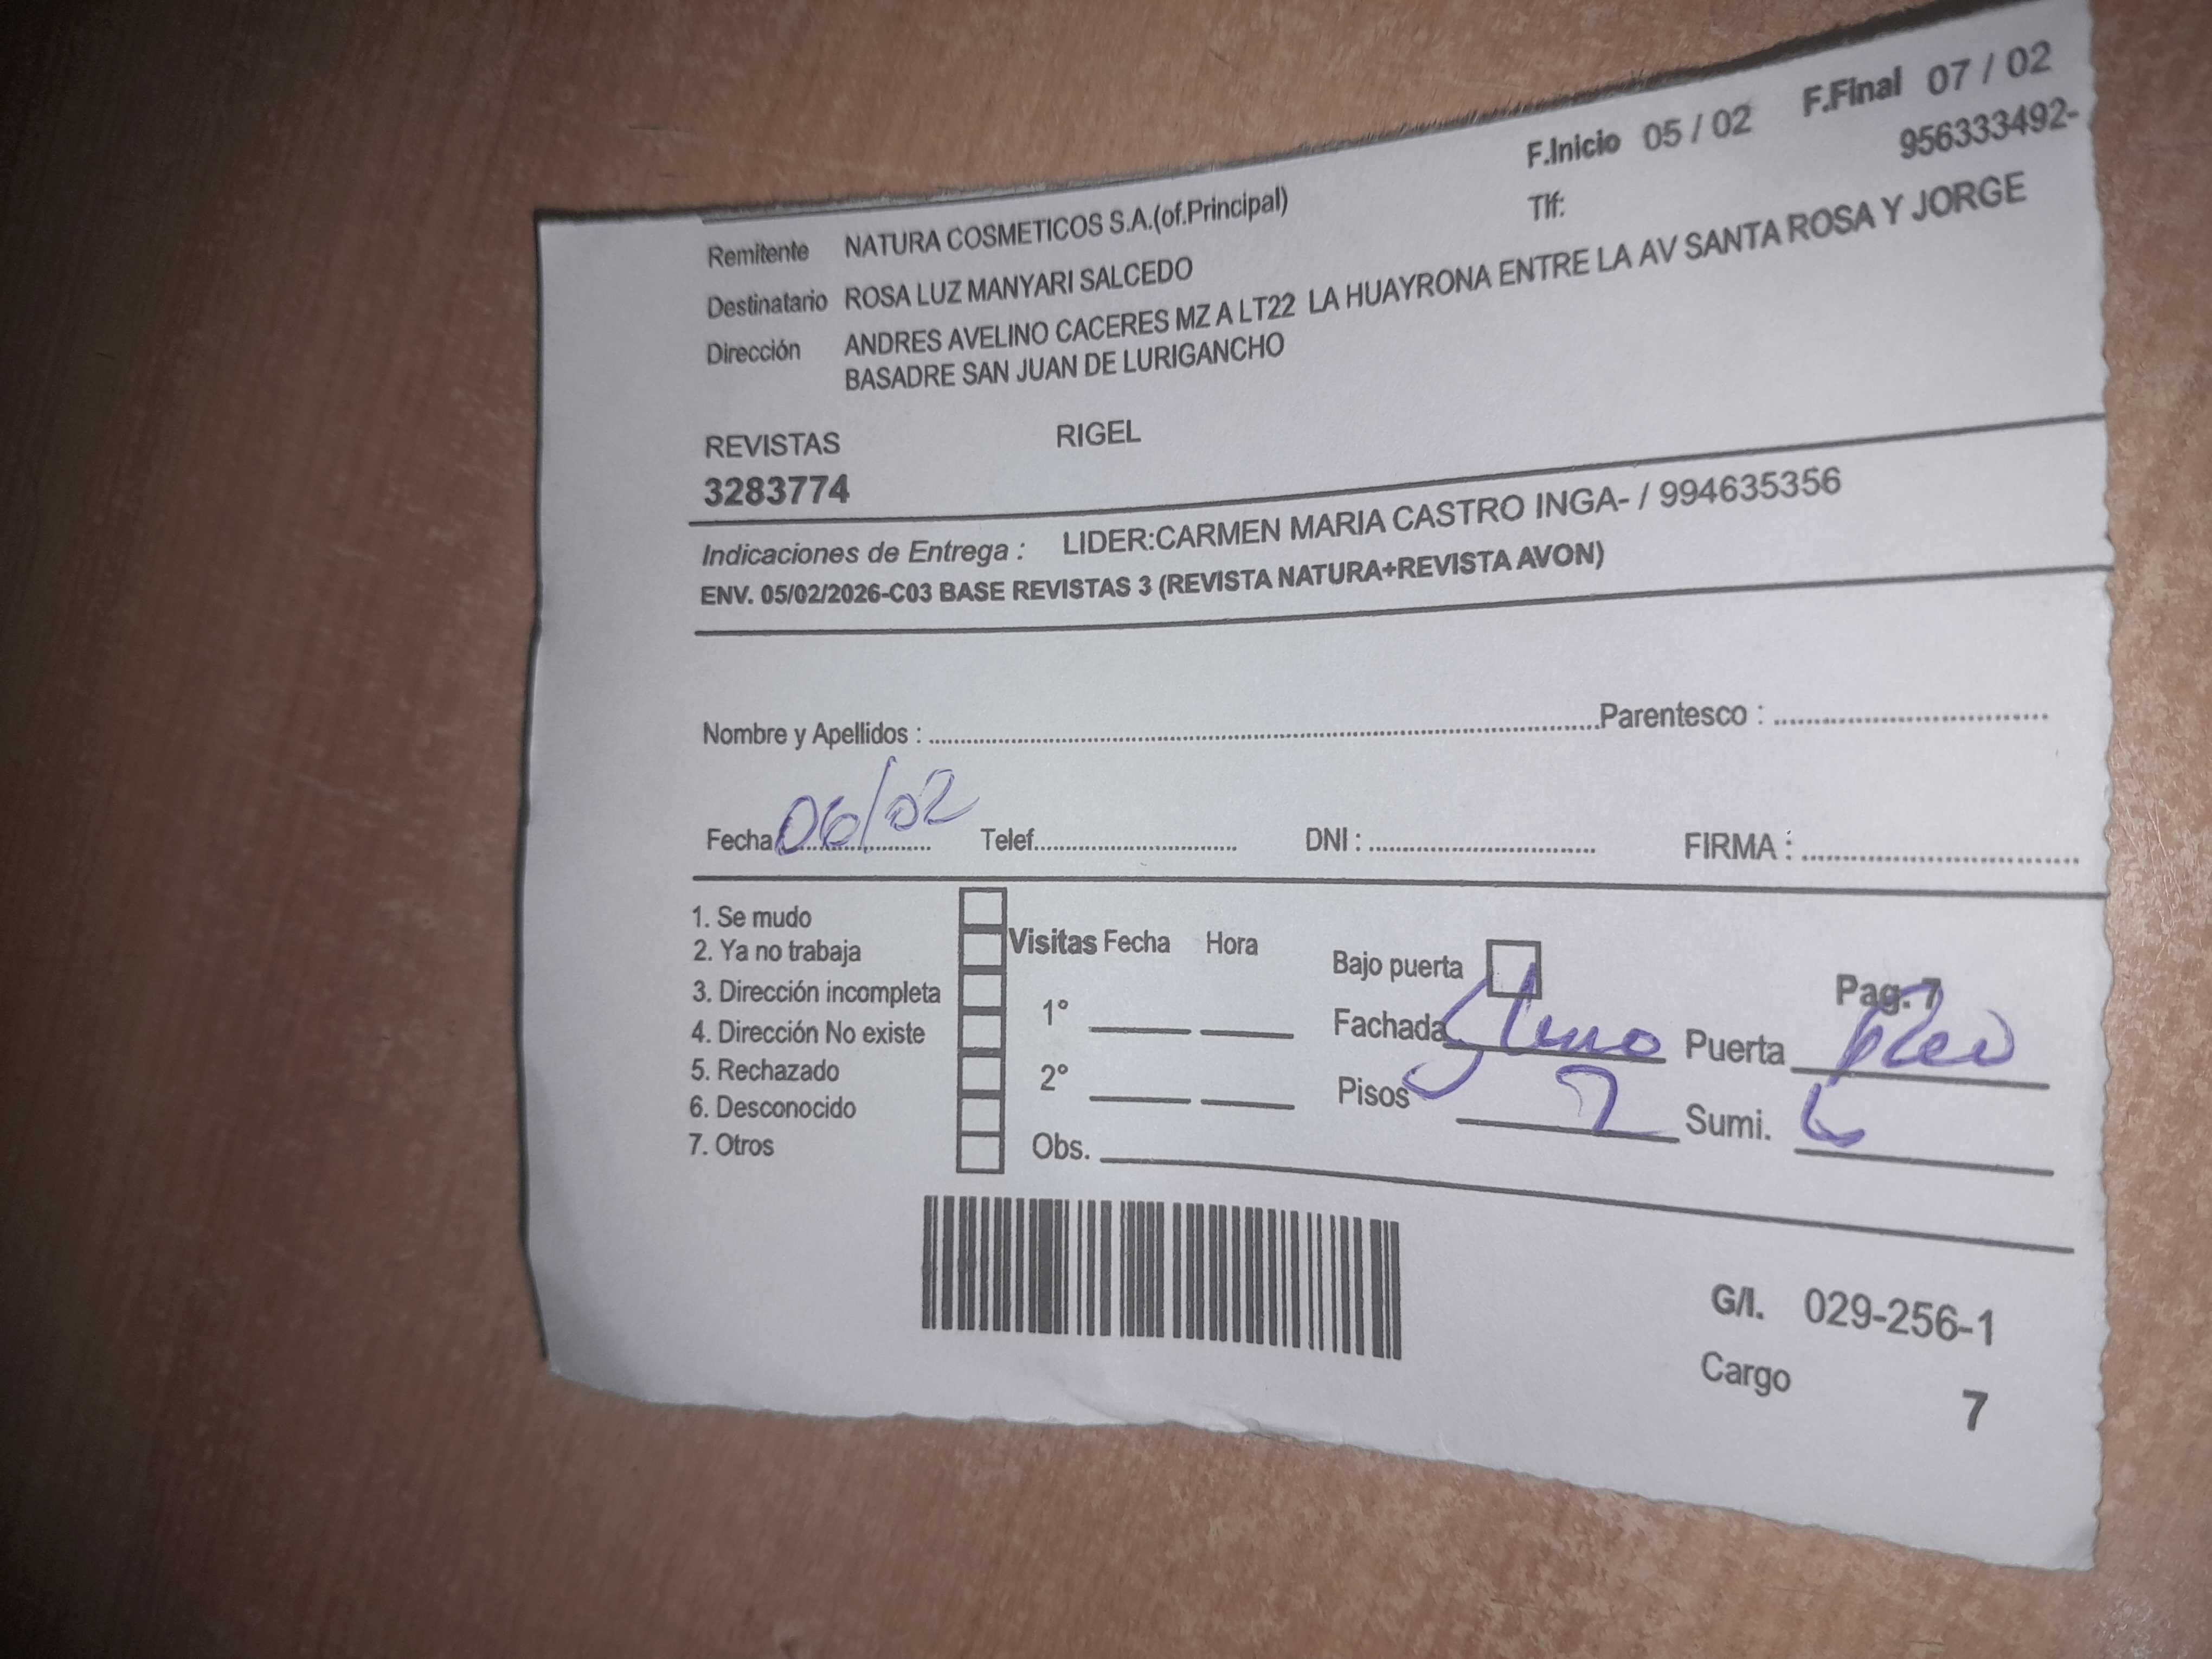 F.Inicio 05 / 02 F.Final 07 / 02
Remitente NATURA COSMETICOS S.A.(of.Principal) Tlf: 956333492-
Destinatario ROSA LUZ MANYARI SALCEDO
Dirección ANDRES AVELINO CACERES MZ A LT22 LA HUAYRONA ENTRE LA AV SANTA ROSA Y JORGE
BASADRE SAN JUAN DE LURIGANCHO
REVISTAS RIGEL
3283774
Indicaciones de Entrega : LIDER:CARMEN MARIA CASTRO INGA- / 994635356
ENV. 05/02/2026-C03 BASE REVISTAS 3 (REVISTA NATURA+REVISTA AVON)
Nombre y Apellidos : Parentesco :
Fecha 06/02 Telef. DNI : FIRMA :
1. Se mudo
2. Ya no trabaja
3. Dirección incompleta
4. Dirección No existe
5. Rechazado
6. Desconocido
7. Otros
Visitas Fecha Hora
1°
2°
Obs.
Bajo puerta Pag. 7
Fachada Puerta
Pisos 2 Sumi.
G/I. 029-256-1
Cargo
7